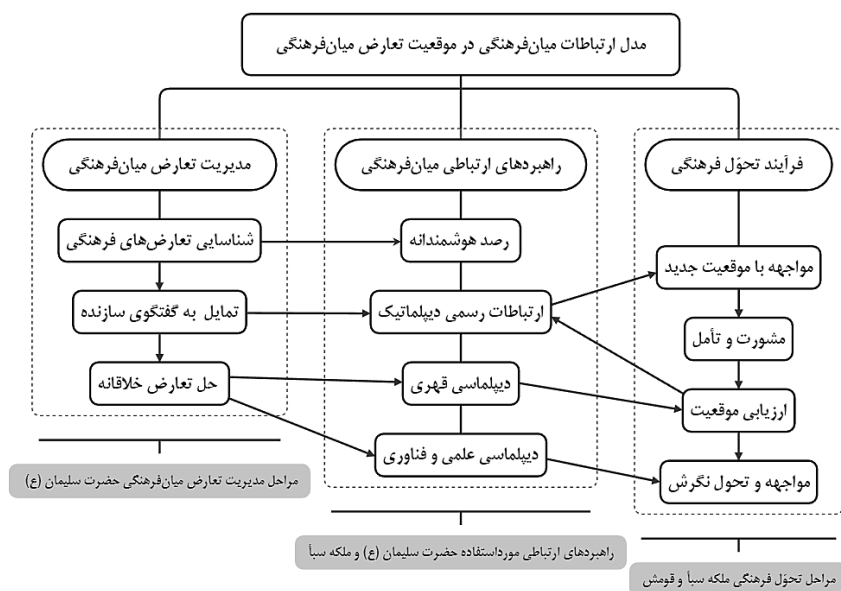 مدل ارتباطات میان‌فرهنگی در موقعیت تعارض میان‌فرهنگی
فرآیند تحوّل فرهنگی
مواجهه با موقعیت جدید
مشورت و تأمل
ارزیابی موقعیت
مواجهه و تحول نگرش
مراحل تحوّل فرهنگی ملکه سبأ و قومش
راهبردهای ارتباطی میان‌فرهنگی
رصد هوشمندانه
ارتباطات رسمی دیپلماتیک
دیپلماسی قهری
دیپلماسی علمی و فناوری
راهبردهای ارتباطی مورداستفاده حضرت سلیمان (ع) و ملکه سبأ
مدیریت تعارض میان‌فرهنگی
شناسایی تعارض‌های فرهنگی
تمایل به گفتگوی سازنده
حل تعارض خلاقانه
مراحل مدیریت تعارض میان‌فرهنگی حضرت سلیمان (ع)